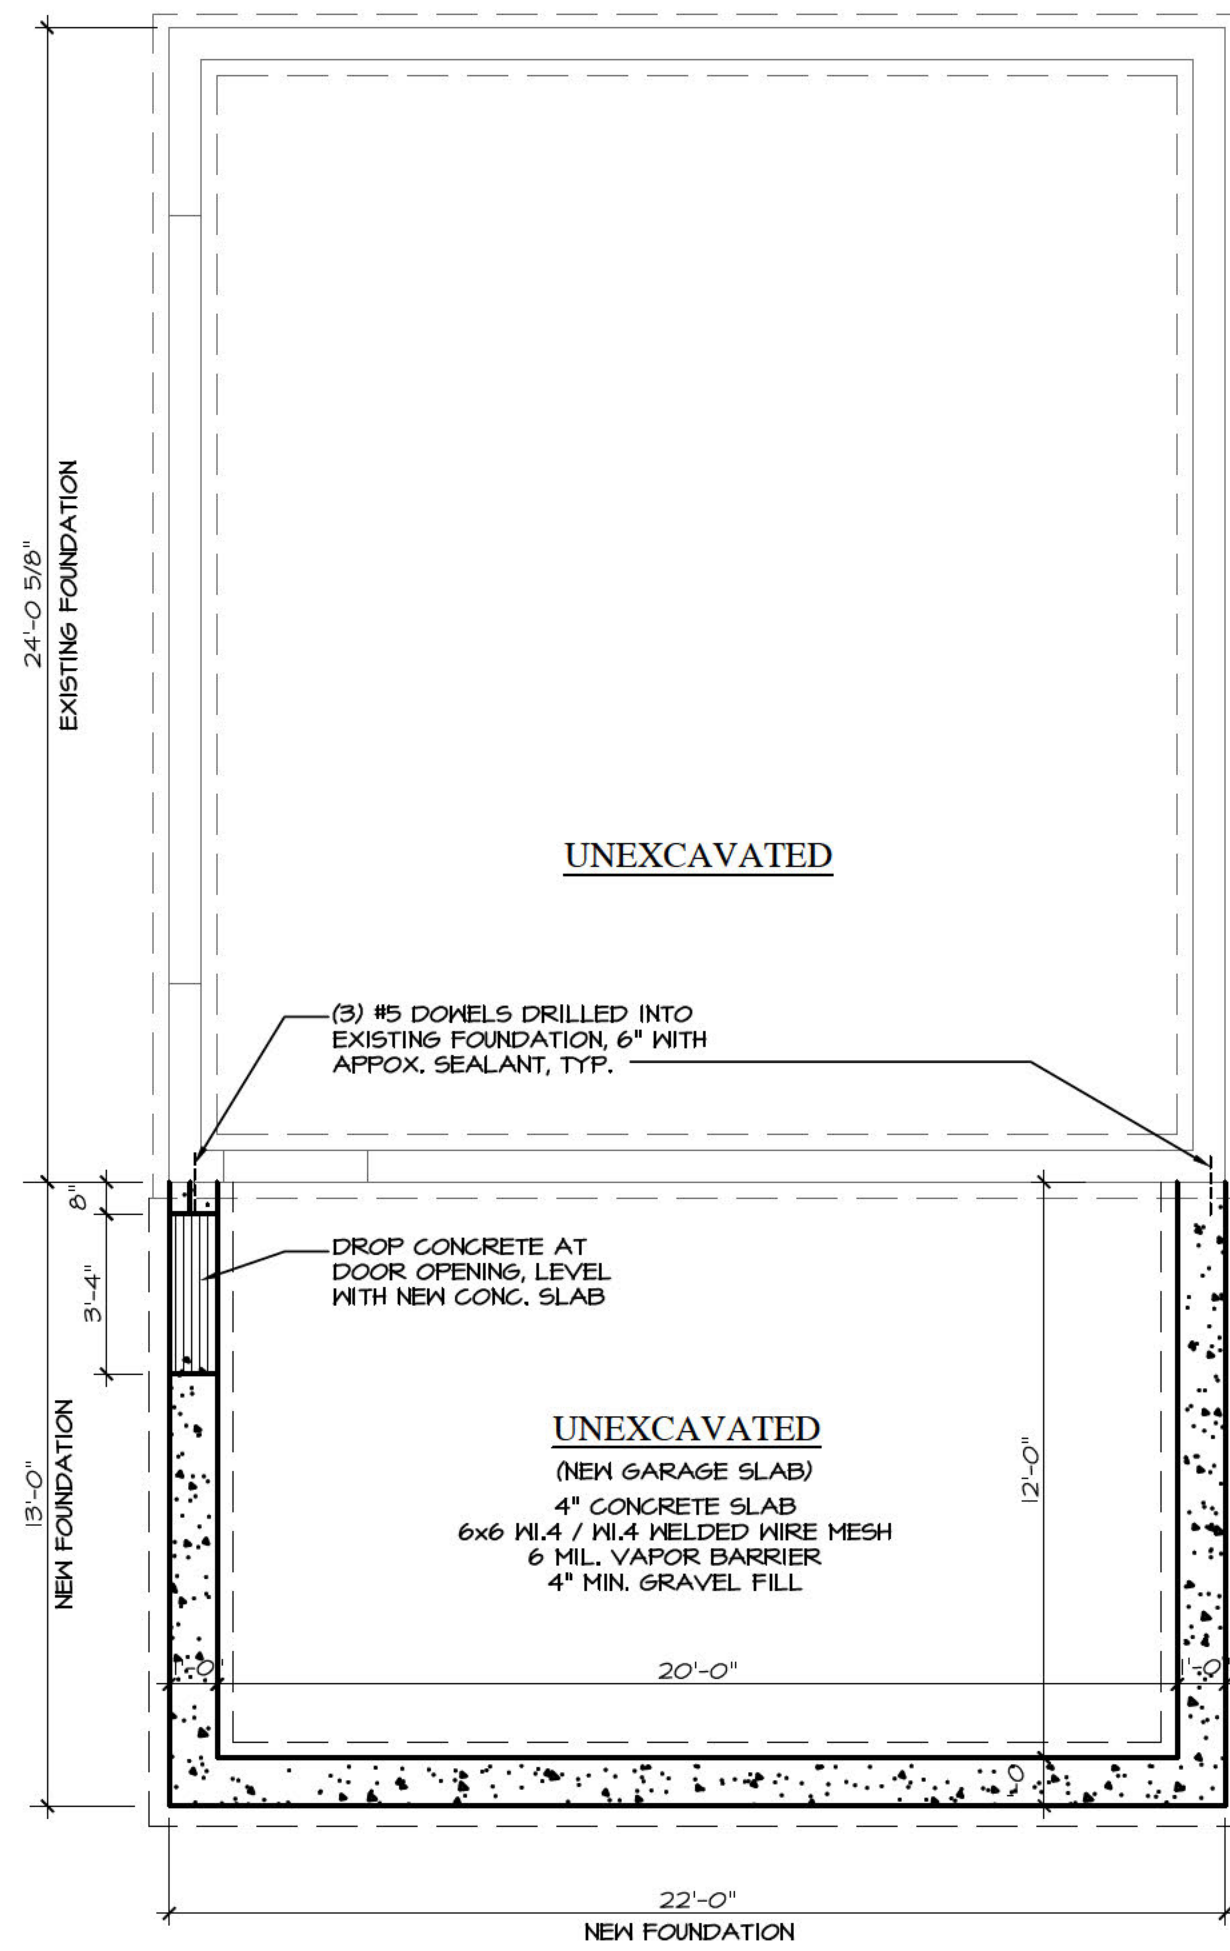 24'-0 5/8"
EXISTING FOUNDATION
UNEXCAVATED
(3) #5 DOWELS DRILLED INTO
EXISTING FOUNDATION, 6" WITH
APPOX. SEALANT, TYP.
8"
3'-4"
DROP CONCRETE AT
DOOR OPENING, LEVEL
WITH NEW CONC. SLAB
13'-0"
NEW FOUNDATION
UNEXCAVATED
(NEW GARAGE SLAB)
4" CONCRETE SLAB
6x6 W1.4 / W1.4 WELDED WIRE MESH
6 MIL. VAPOR BARRIER
4" MIN. GRAVEL FILL
12'-0"
1'-0"
20'-0"
1'-0"
1'-0
22'-0"
NEW FOUNDATION